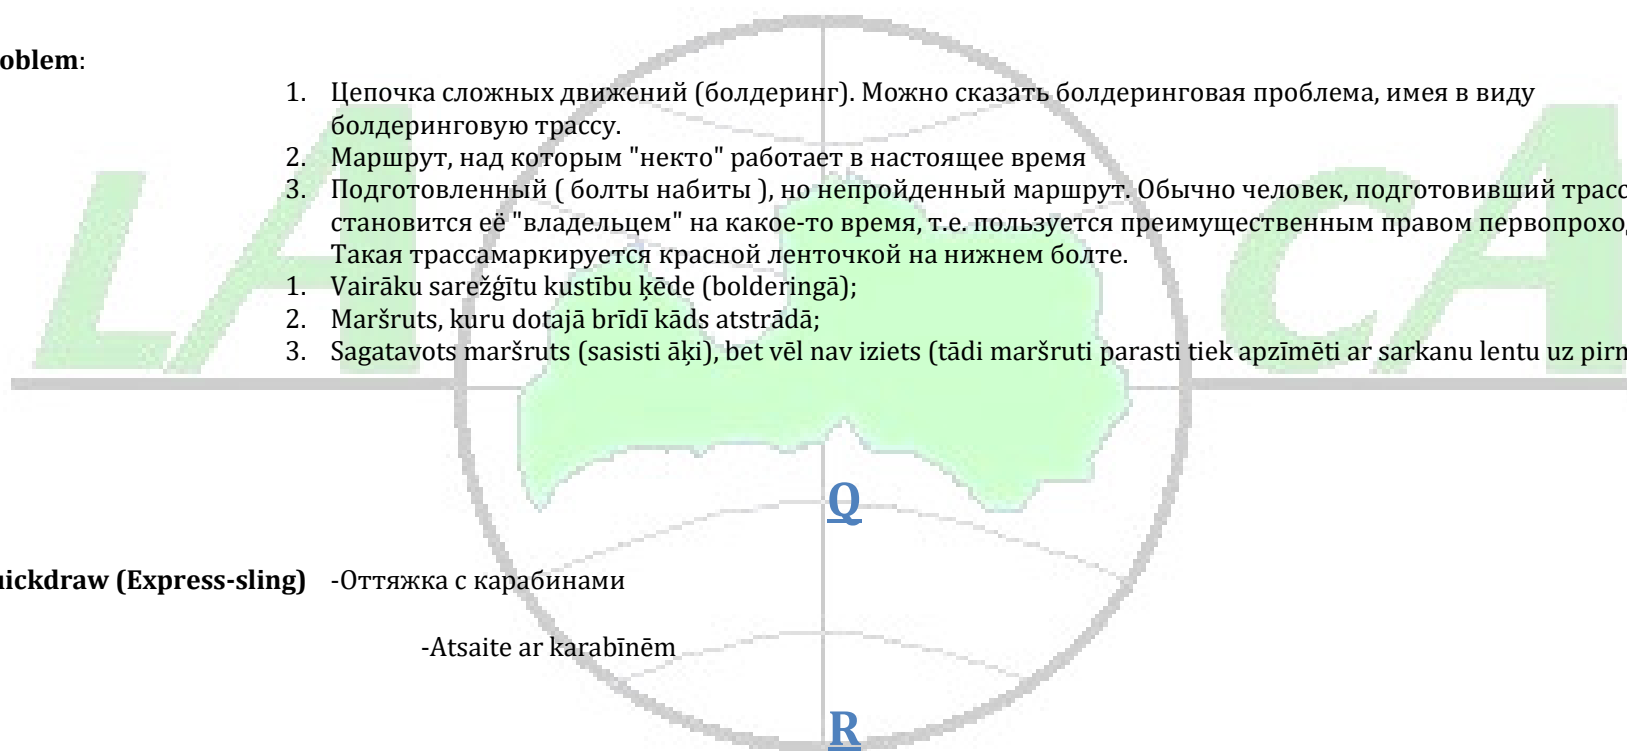 oblem:
1. Цепочка сложных движений (болдеринг). Можно сказать болдеринговая проблема, имея в виду
болдеринговую трассу.
2. Маршрут, над которым "некто" работает в настоящее время
3. Подготовленный ( болты набиты ), но непройденный маршрут. Обычно человек, подготовивший трасс
становится её "владельцем" на какое-то время, т.е. пользуется преимущественным правом первопроход
Такая трассамаркируется красной ленточкой на нижнем болте.
1. Vairāku sarežģītu kustību ķēde (bolderingā);
2. Maršruts, kuru dotajā brīdī kāds atstrādā;
3. Sagatavots maršruts (sasisti āķi), bet vēl nav iziets (tādi maršruti parasti tiek apzīmēti ar sarkanu lentu uz pirm
LA CA
Q
uickdraw (Express-sling) -Оттяжка с карабинами
-Atsaite ar karabīnēm
R